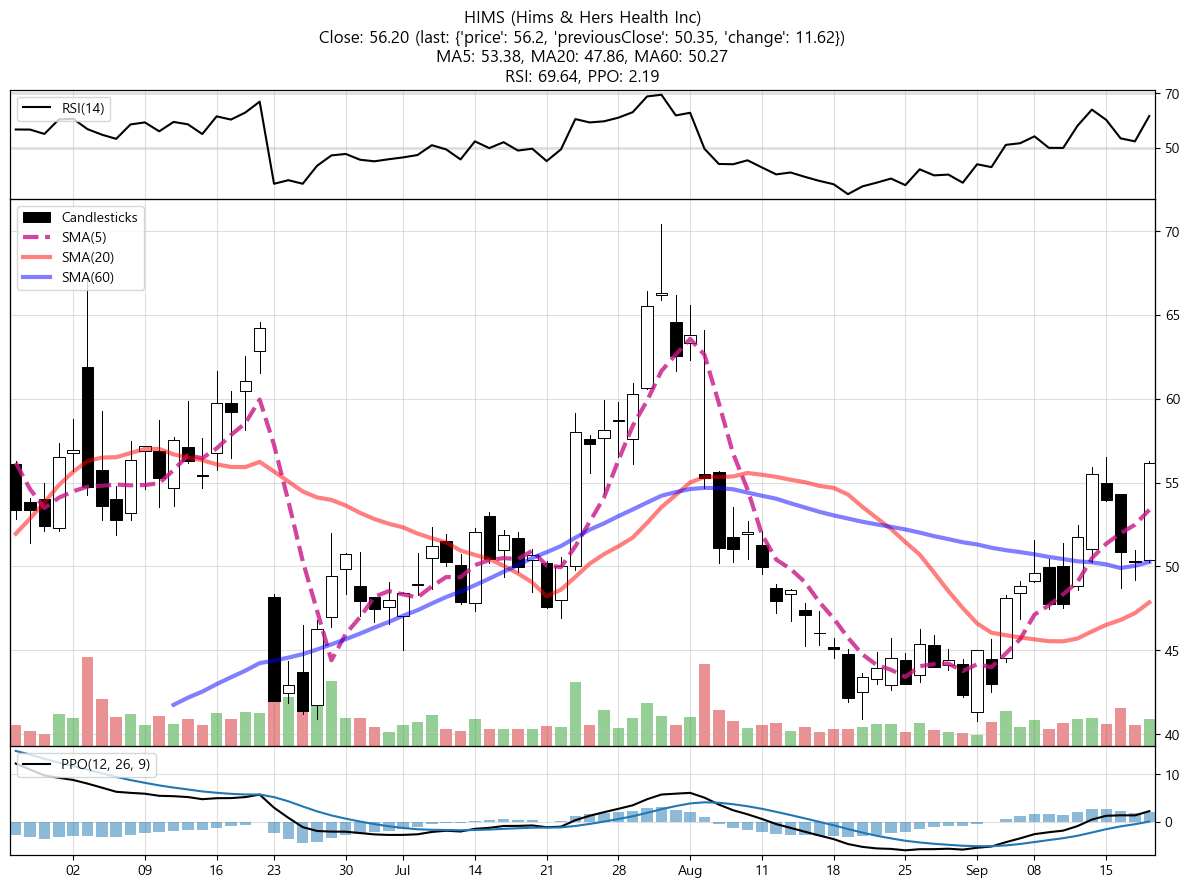 HIMS (Hims & Hers Health Inc)
Close: 56.20 (last: {'price': 56.2, 'previousClose': 50.35, 'change': 11.62})
MA5: 53.38, MA20: 47.86, MA60: 50.27
RSI: 69.64, PPO: 2.19
RSI(14)
70
50
Candlesticks
SMA(5)
SMA(20)
SMA(60)
70
65
60
55
50
45
40
PPO(12, 26, 9)
10
0
02 09 16 23 30 Jul 14 21 28 Aug 11 18 25 Sep 08 15